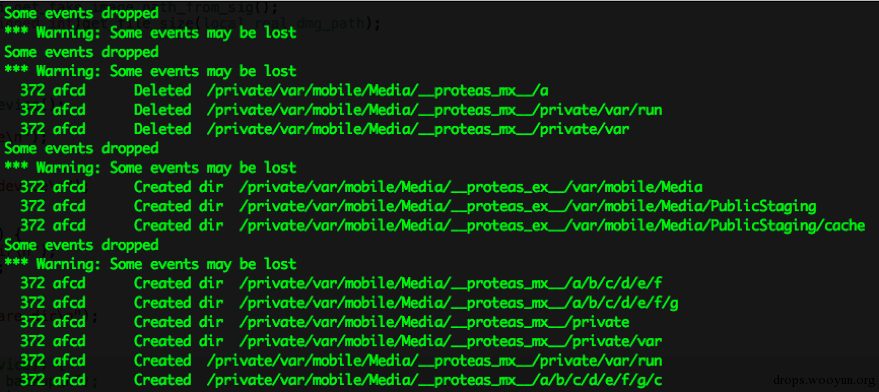 Some events dropped
*** Warning: Some events may be lost
Some events dropped
*** Warning: Some events may be lost
372 afcd Deleted /private/var/mobile/Media/__proteas_mx__/a
372 afcd Deleted /private/var/mobile/Media/__proteas_mx__/private/var/run
372 afcd Deleted /private/var/mobile/Media/__proteas_mx__/private/var
Some events dropped
*** Warning: Some events may be lost
372 afcd Created dir /private/var/mobile/Media/__proteas_ex__/var/mobile/Media
372 afcd Created dir /private/var/mobile/Media/__proteas_ex__/var/mobile/Media/PublicStaging
372 afcd Created dir /private/var/mobile/Media/__proteas_ex__/var/mobile/Media/PublicStaging/cache
Some events dropped
*** Warning: Some events may be lost
372 afcd Created dir /private/var/mobile/Media/__proteas_mx__/a/b/c/d/e/f
372 afcd Created dir /private/var/mobile/Media/__proteas_mx__/a/b/c/d/e/f/g
372 afcd Created dir /private/var/mobile/Media/__proteas_mx__/private
372 afcd Created dir /private/var/mobile/Media/__proteas_mx__/private/var
372 afcd Created /private/var/mobile/Media/__proteas_mx__/private/var/run
372 afcd Created /private/var/mobile/Media/__proteas_mx__/a/b/c/d/e/f/g/c
drops.wooyun.org